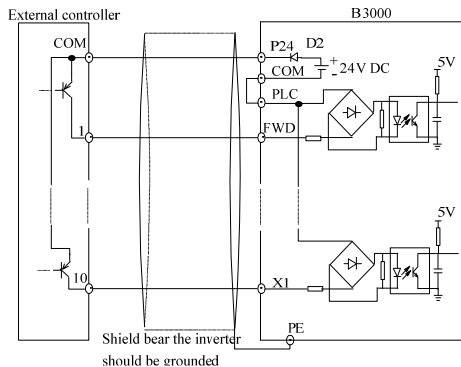 External controller
B3000
COM
P24
D2
+
-
24V DC
COM
PLC
5V
1
FWD
5V
10
X1
PE
Shield bear the inverter
should be grounded